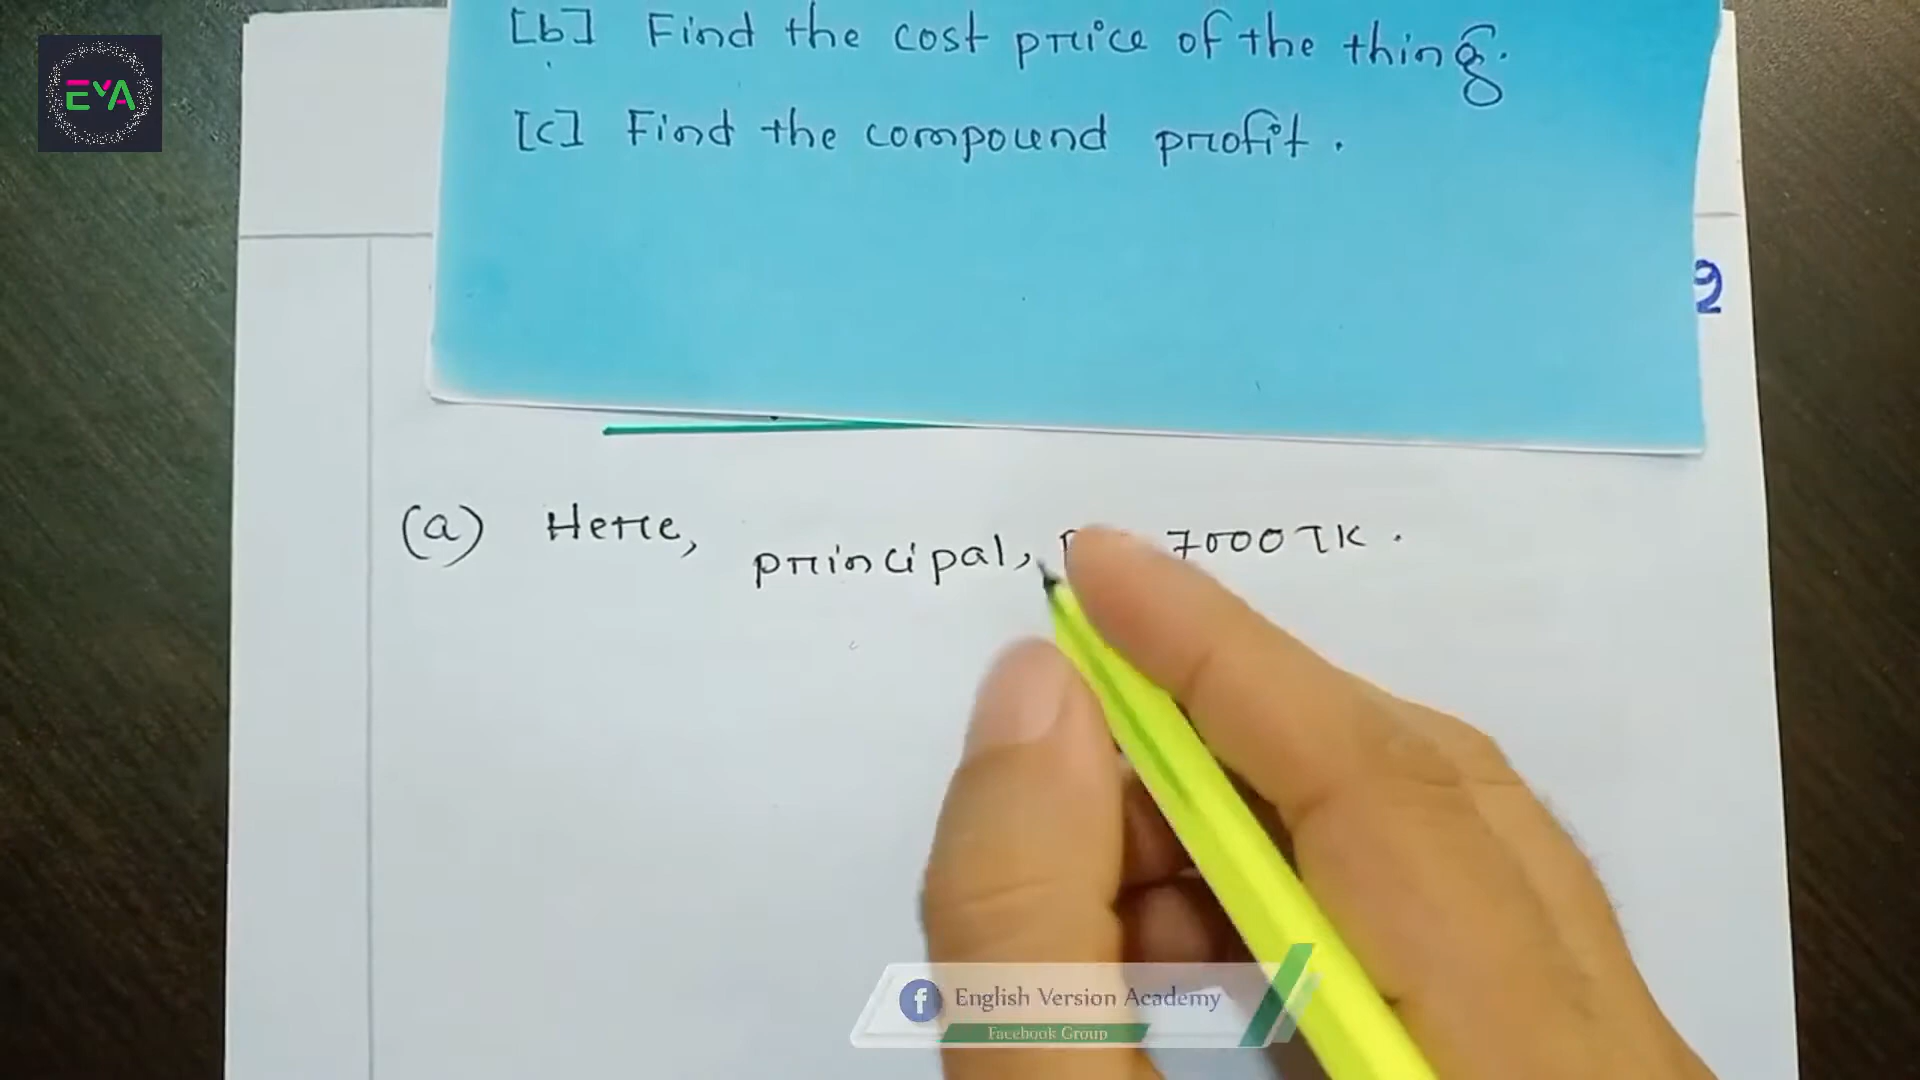 EYA
[b] Find the cost price of the thing.
[c] Find the compound profit.
2
(a) Here, principal, 7000 TK.
English Version Academy
Facebook Group